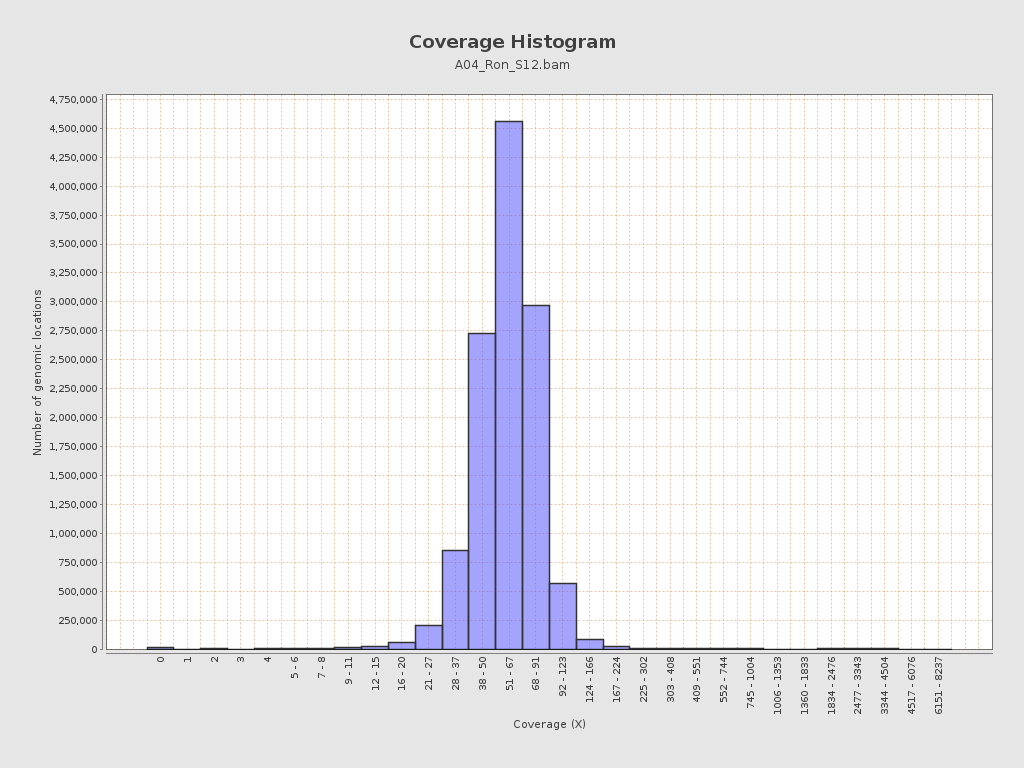 Coverage Histogram
A04_Ron_S12.bam
Number of genomic locations
4,750,000
4,500,000
4,250,000
4,000,000
3,750,000
3,500,000
3,250,000
3,000,000
2,750,000
2,500,000
2,250,000
2,000,000
1,750,000
1,500,000
1,250,000
1,000,000
750,000
500,000
250,000
0
0
1
2
3
4
5 - 6
7 - 8
9 - 11
12 - 15
16 - 20
21 - 27
28 - 37
38 - 50
51 - 67
68 - 91
92 - 123
124 - 166
167 - 224
225 - 302
303 - 408
409 - 551
552 - 744
745 - 1004
1006 - 1353
1360 - 1833
1834 - 2476
2477 - 3343
3344 - 4504
4517 - 6076
6151 - 8237
Coverage (X)